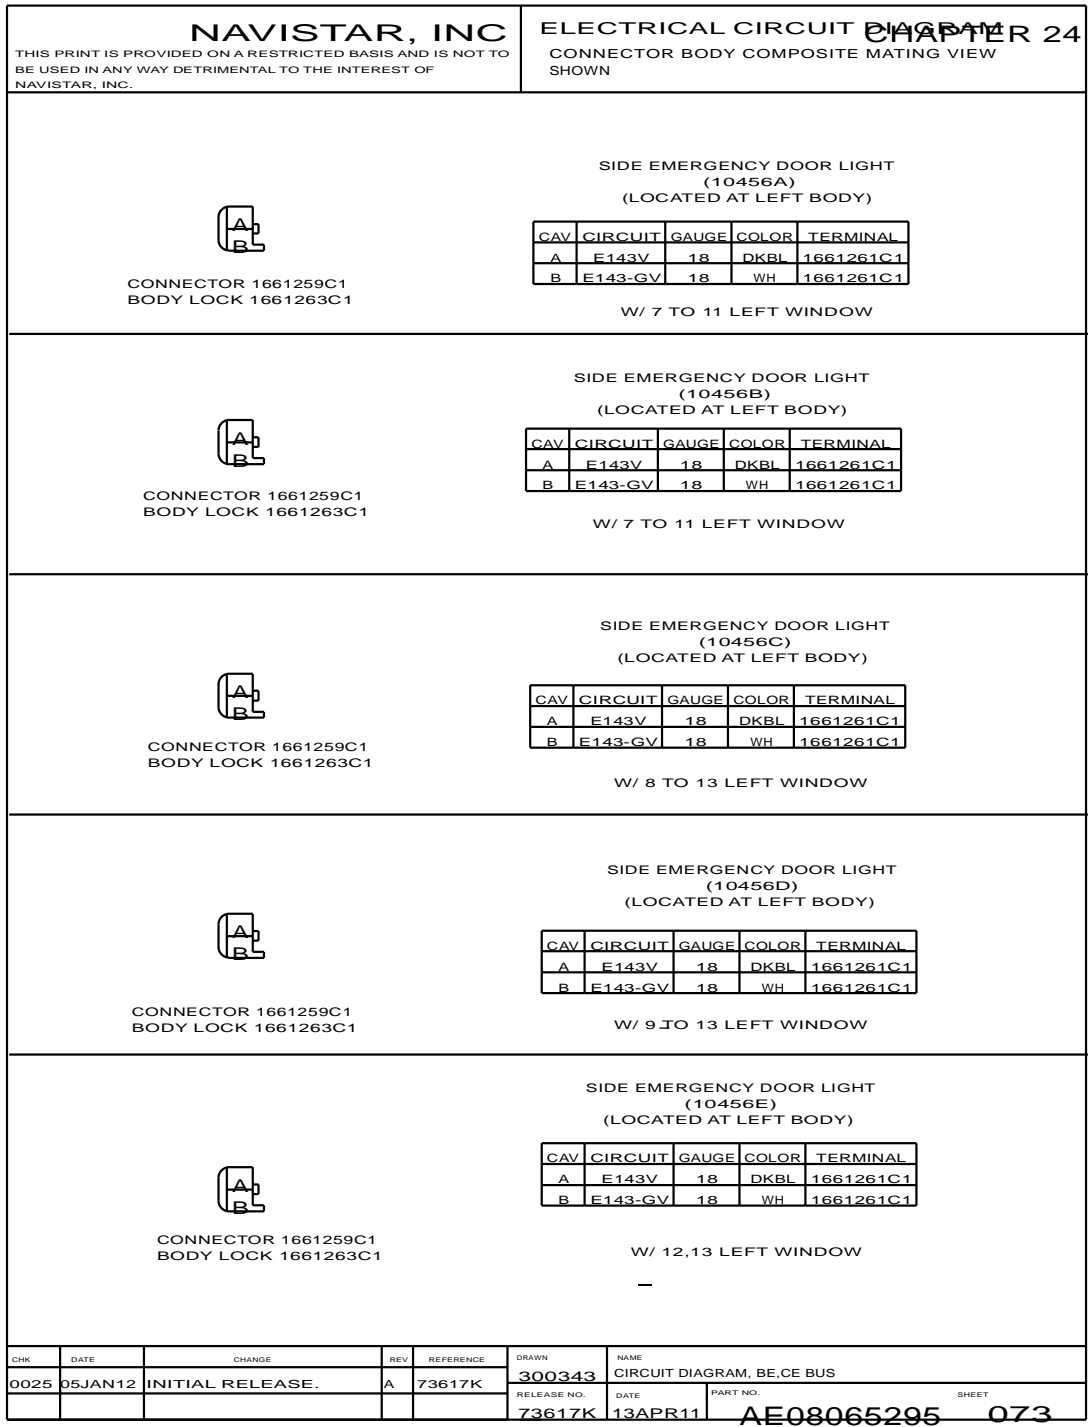 NAVISTAR, INC
THIS PRINT IS PROVIDED ON A RESTRICTED BASIS AND IS NOT TO
BE USED IN ANY WAY DETRIMENTAL TO THE INTEREST OF
NAVISTAR, INC.
ELECTRICAL CIRCUIT DIAGRAM
CHAPTER 24
CONNECTOR BODY COMPOSITE MATING VIEW
SHOWN
A
B
CONNECTOR 1661259C1
BODY LOCK 1661263C1
SIDE EMERGENCY DOOR LIGHT
(10456A)
(LOCATED AT LEFT BODY)
CAV CIRCUIT GAUGE COLOR TERMINAL
A E143V 18 DKBL 1661261C1
B E143-GV 18 WH 1661261C1
W/ 7 TO 11 LEFT WINDOW
A
B
CONNECTOR 1661259C1
BODY LOCK 1661263C1
SIDE EMERGENCY DOOR LIGHT
(10456B)
(LOCATED AT LEFT BODY)
CAV CIRCUIT GAUGE COLOR TERMINAL
A E143V 18 DKBL 1661261C1
B E143-GV 18 WH 1661261C1
W/ 7 TO 11 LEFT WINDOW
A
B
CONNECTOR 1661259C1
BODY LOCK 1661263C1
SIDE EMERGENCY DOOR LIGHT
(10456C)
(LOCATED AT LEFT BODY)
CAV CIRCUIT GAUGE COLOR TERMINAL
A E143V 18 DKBL 1661261C1
B E143-GV 18 WH 1661261C1
W/ 8 TO 13 LEFT WINDOW
A
B
CONNECTOR 1661259C1
BODY LOCK 1661263C1
SIDE EMERGENCY DOOR LIGHT
(10456D)
(LOCATED AT LEFT BODY)
CAV CIRCUIT GAUGE COLOR TERMINAL
A E143V 18 DKBL 1661261C1
B E143-GV 18 WH 1661261C1
W/ 9 TO 13 LEFT WINDOW
A
B
CONNECTOR 1661259C1
BODY LOCK 1661263C1
SIDE EMERGENCY DOOR LIGHT
(10456E)
(LOCATED AT LEFT BODY)
CAV CIRCUIT GAUGE COLOR TERMINAL
A E143V 18 DKBL 1661261C1
B E143-GV 18 WH 1661261C1
W/ 12,13 LEFT WINDOW
CHK DATE CHANGE REV REFERENCE
0025 05JAN12 INITIAL RELEASE. A 73617K
DRAWN
300343
NAME
CIRCUIT DIAGRAM, BE,CE BUS
RELEASE NO.
73617K
DATE
13APR11
PART NO.
AE08065295
SHEET
073